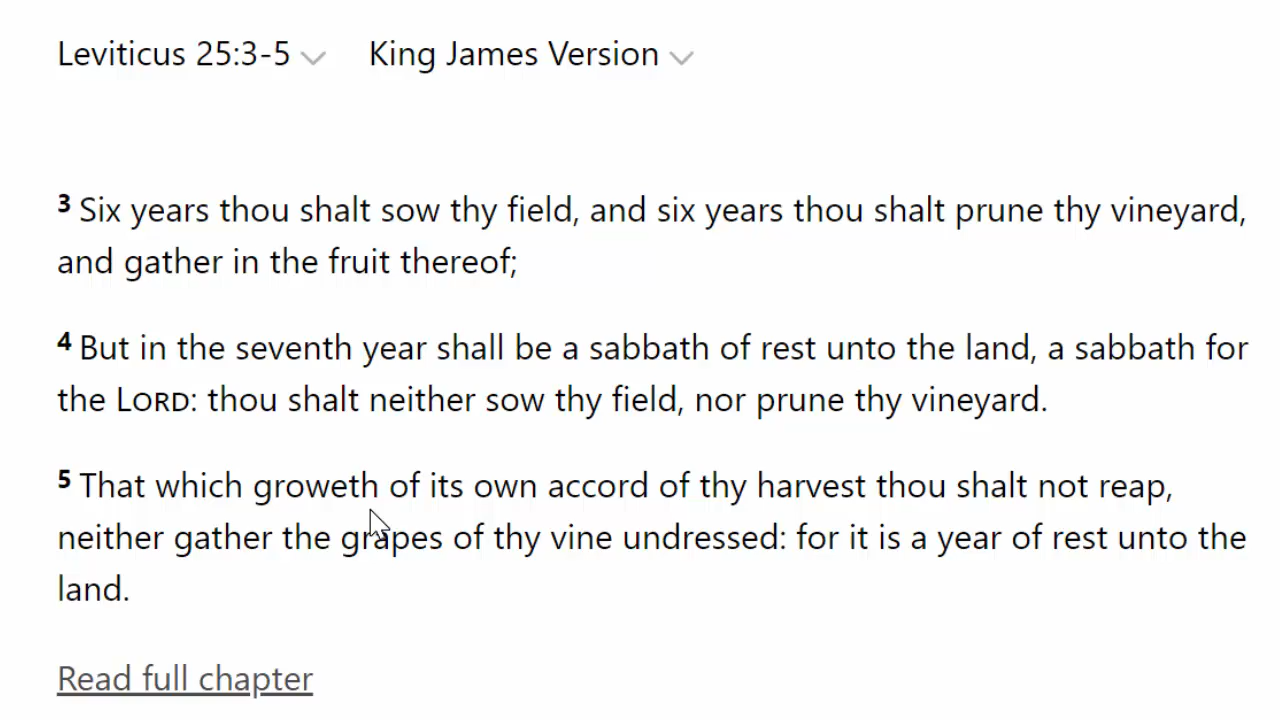 Leviticus 25:3-5 King James Version
3 Six years thou shalt sow thy field, and six years thou shalt prune thy vineyard,
and gather in the fruit thereof;
4 But in the seventh year shall be a sabbath of rest unto the land, a sabbath for
the LORD: thou shalt neither sow thy field, nor prune thy vineyard.
5 That which groweth of its own accord of thy harvest thou shalt not reap,
neither gather the grapes of thy vine undressed: for it is a year of rest unto the
land.
Read full chapter